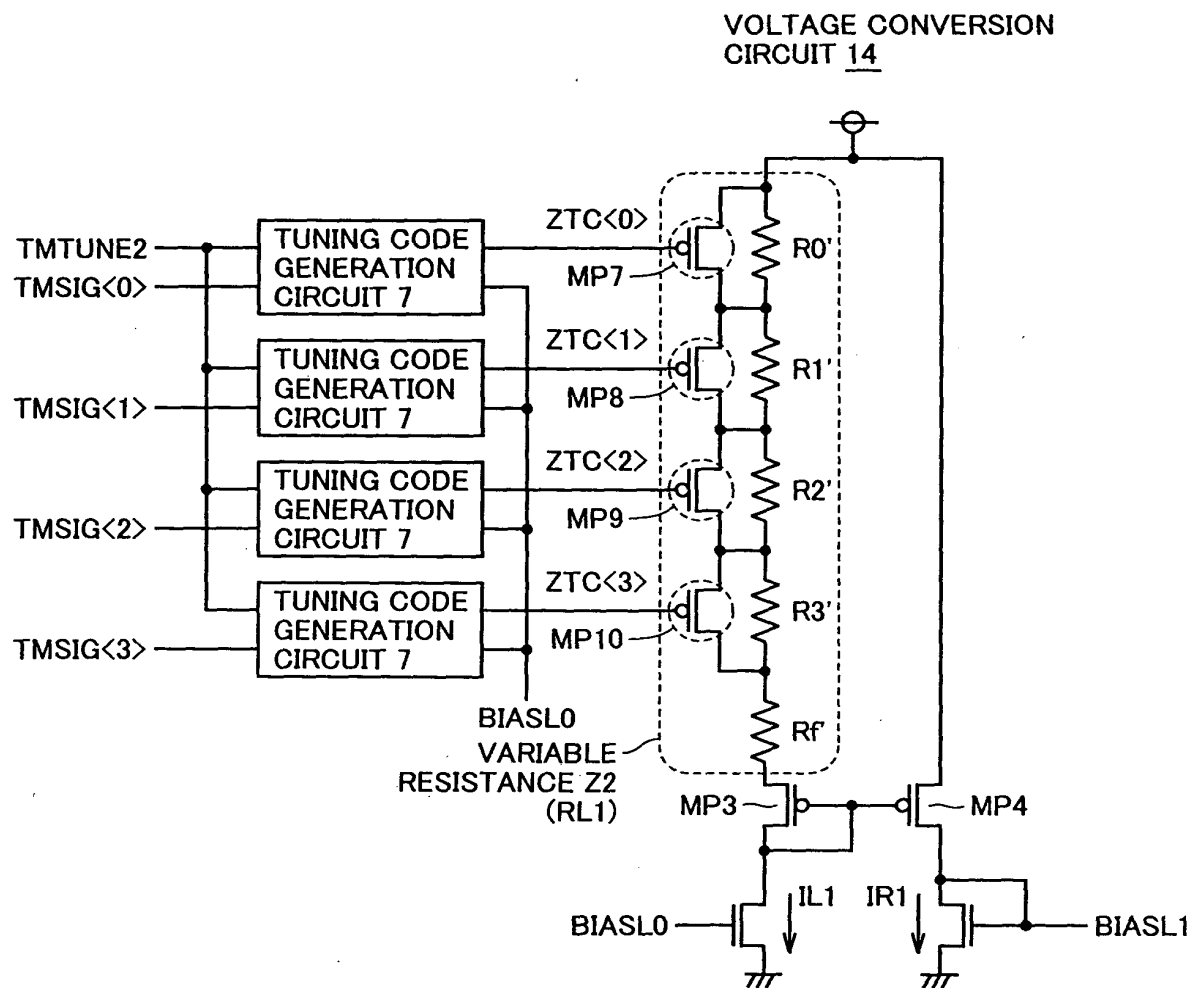 VOLTAGE CONVERSION
CIRCUIT 14
TMTUNE2
TMSIG<0>
TUNING CODE
GENERATION
CIRCUIT 7
ZTC<0>
MP7
R0'
TMSIG<1>
TUNING CODE
GENERATION
CIRCUIT 7
ZTC<1>
MP8
R1'
TMSIG<2>
TUNING CODE
GENERATION
CIRCUIT 7
ZTC<2>
MP9
R2'
TMSIG<3>
TUNING CODE
GENERATION
CIRCUIT 7
ZTC<3>
MP10
R3'
BIASL0
VARIABLE
RESISTANCE Z2
(RL1)
Rf'
MP3
MP4
BIASL0
IL1
IR1
BIASL1